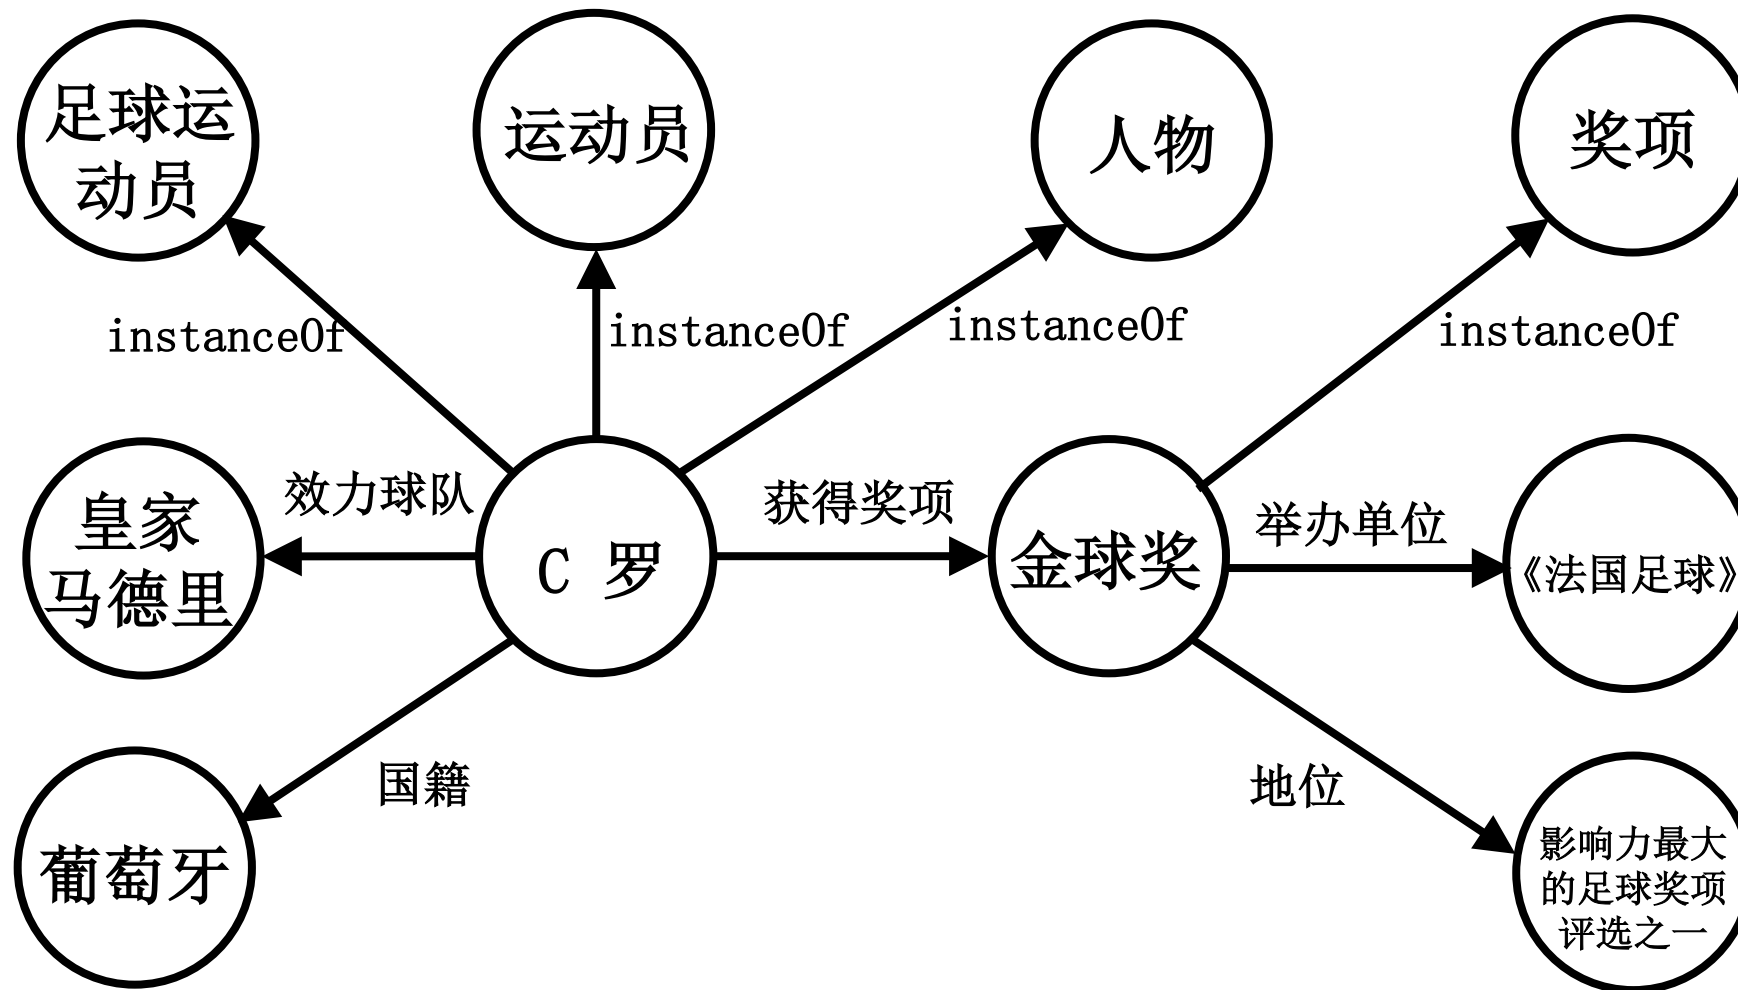 足球运
动员
运动员
人物
奖项
instanceOf
instanceOf
instanceOf
instanceOf
皇家
马德里
效力球队
C 罗
获得奖项
金球奖
举办单位
《法国足球》
国籍
地位
葡萄牙
影响力最大
的足球奖项
评选之一